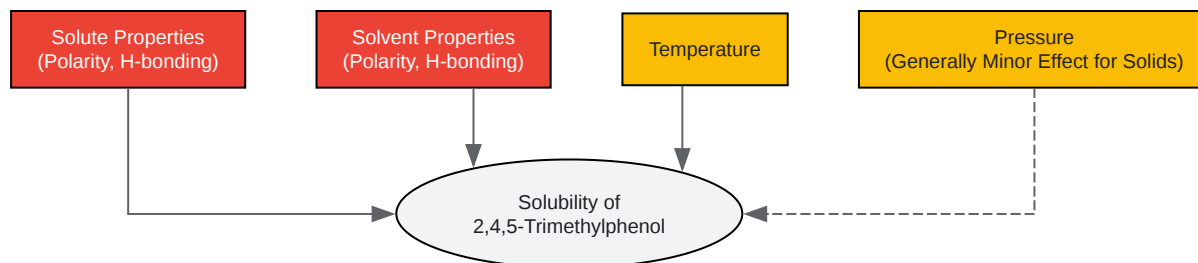 Solute Properties
(Polarity, H-bonding)
Solvent Properties
(Polarity, H-bonding)
Temperature
Pressure
(Generally Minor Effect for Solids)
Solubility of
2,4,5-Trimethylphenol